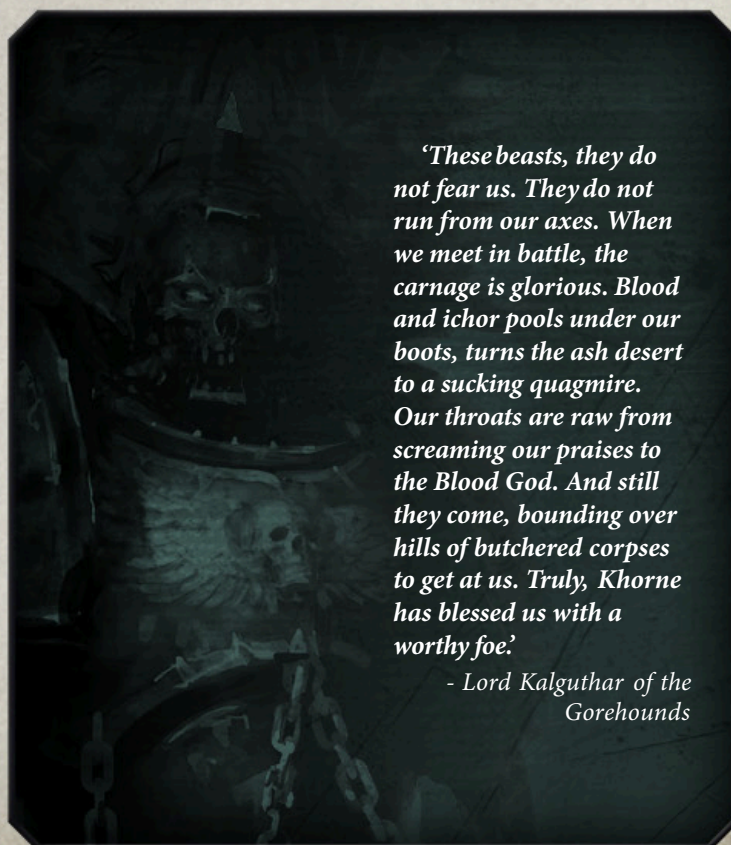 ‘These beasts, they do
not fear us. They do not
run from our axes. When
we meet in battle, the
carnage is glorious. Blood
and ichor pools under our
boots, turns the ash desert
to a sucking quagmire.
Our throats are raw from
screaming our praises to
the Blood God. And still
they come, bounding over
hills of butchered corpses
to get at us. Truly, Khorne
has blessed us with a
worthy foe.’
- Lord Kalguthar of the
Gorehounds